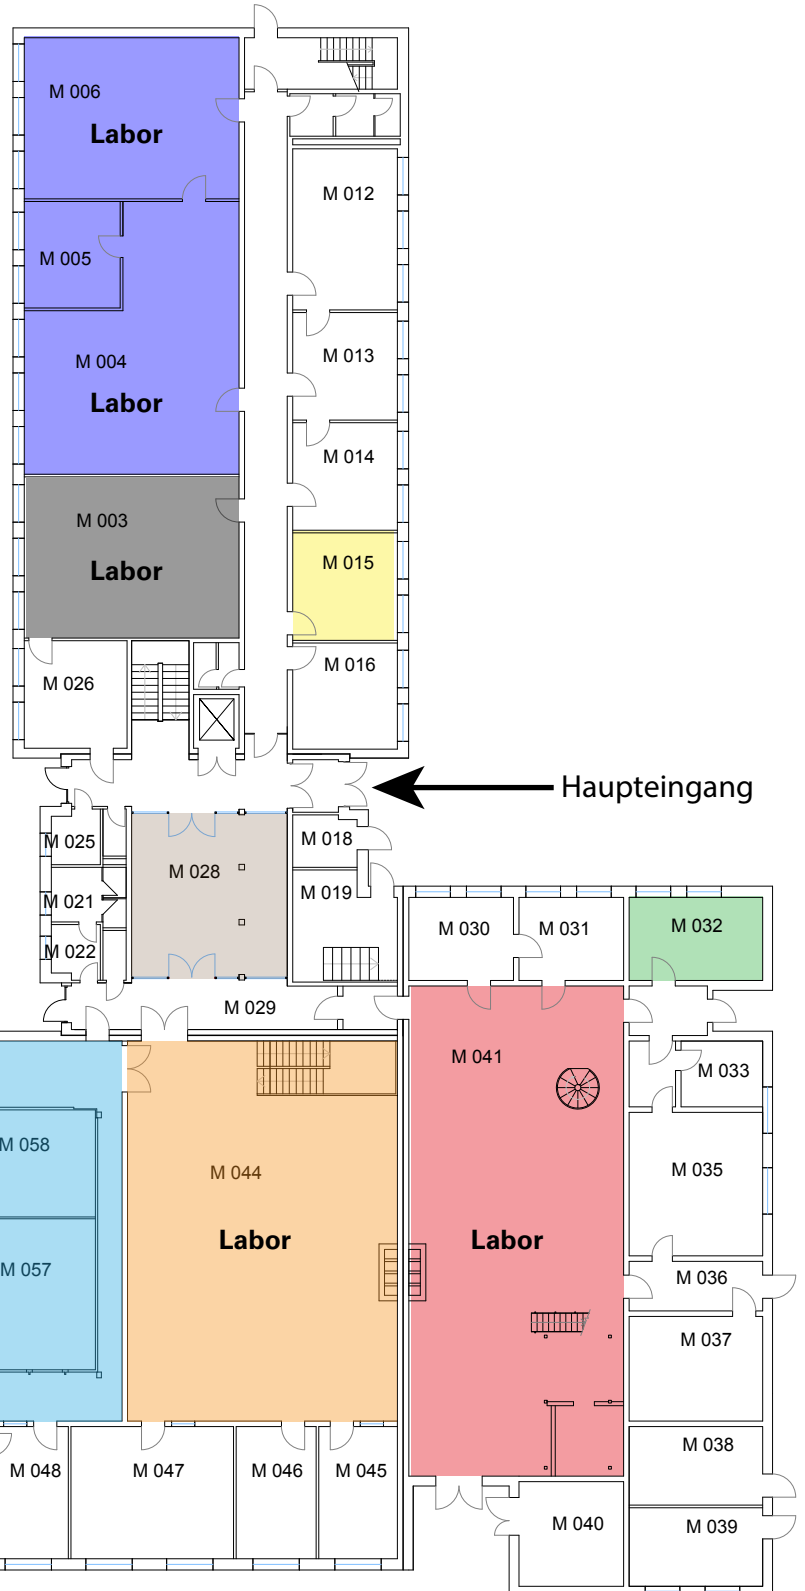 M 006
Labor
M 012
M 005
M 013
M 004
Labor
M 014
M 003
Labor
M 015
M 016
M 026
Haupteingang
M 025
M 018
M 028
M 021
M 019
M 022
M 030
M 031
M 032
M 029
M 041
M 033
M 058
M 044
M 035
Labor
Labor
M 057
M 036
M 037
M 048
M 047
M 046
M 045
M 038
M 040
M 039